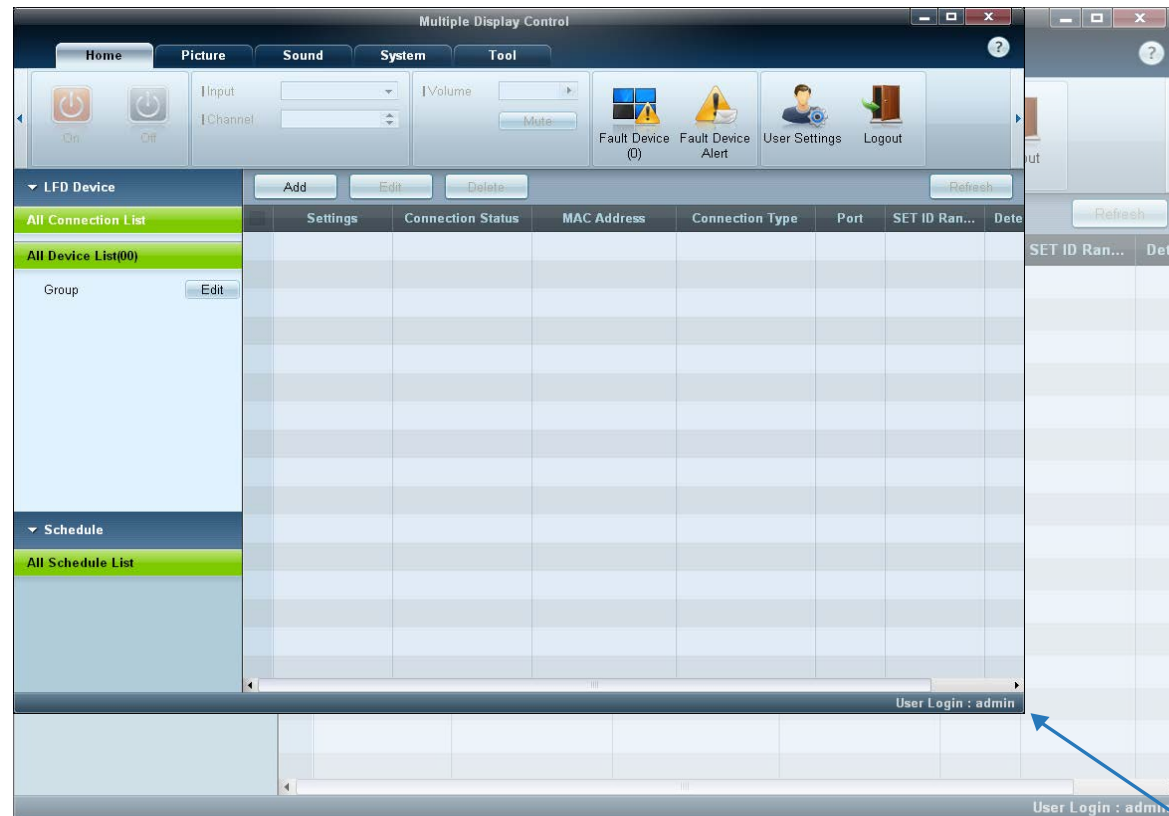 Multiple Display Control
Home Picture Sound System Tool ?
?
Input
Channel
Volume
Mute
On Off
Fault Device
(0)
Fault Device
Alert
User Settings
Logout
out
LFD Device
Add Edit Delete Refresh
Refresh
All Connection List
Settings Connection Status MAC Address Connection Type Port SET ID Ran... Dete
SET ID Ran... Det
All Device List(00)
Group Edit
Schedule
All Schedule List
User Login : admin
User Login : admin